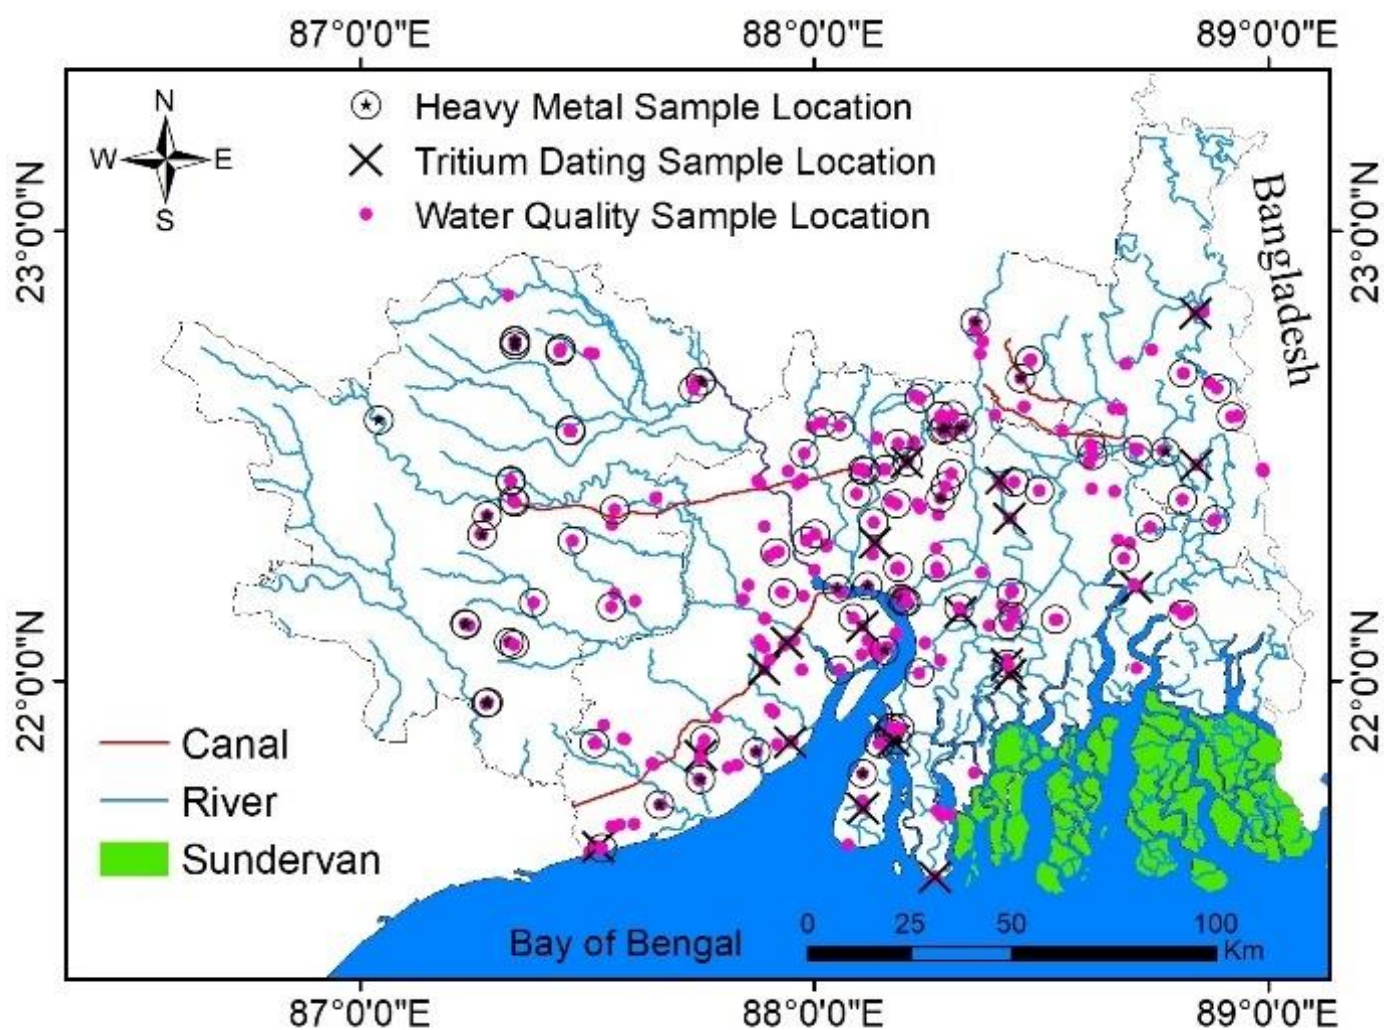 87°0'0"E 88°0'0"E 89°0'0"E
N
W E
S
Heavy Metal Sample Location
Tritium Dating Sample Location
Water Quality Sample Location
23°0'0"N
23°0'0"N
Bangladesh
22°0'0"N
22°0'0"N
Canal
River
Sundervan
Bay of Bengal
0 25 50 100
Km
87°0'0"E 88°0'0"E 89°0'0"E